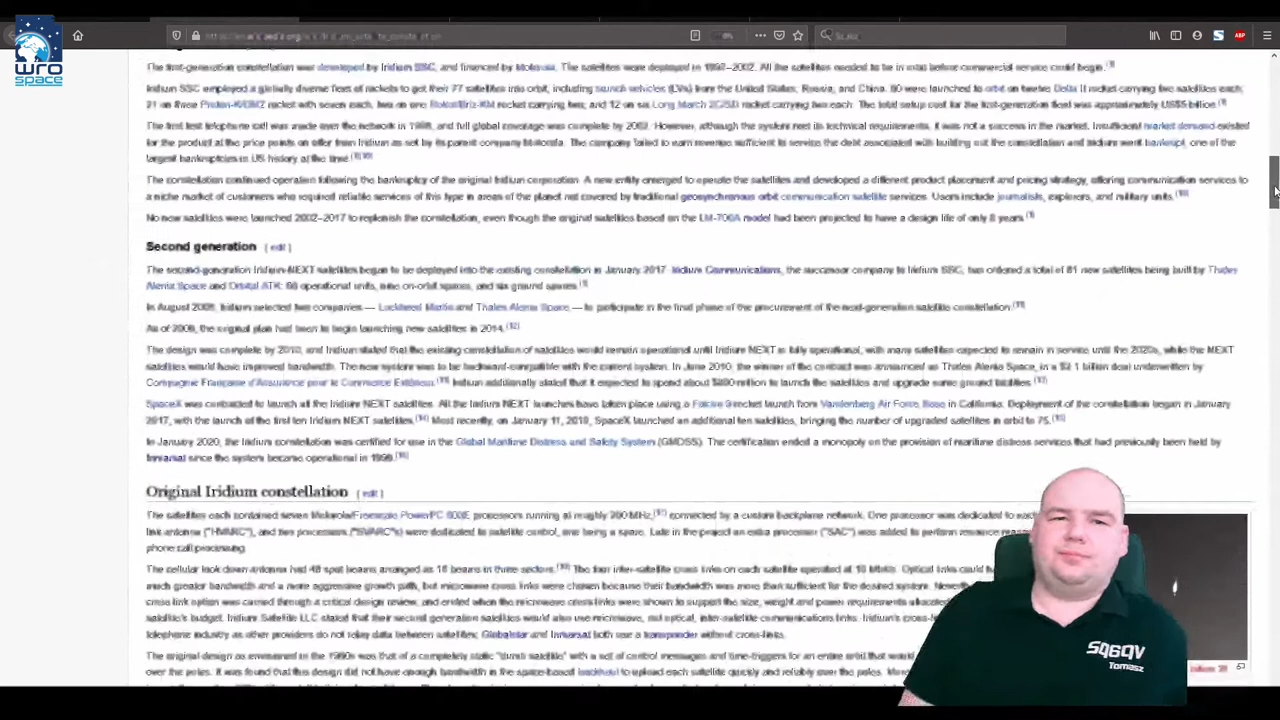 wro
space
The first-generation constellation was developed by Iridium SSC, and financed by Motorola. The satellites were deployed in 1997–2002. All the satellites needed to be in orbit before commercial service could begin.
Iridium SSC employed a globally diverse fleet of rockets to get their 77 satellites into orbit, including launch vehicles (LVs) from the United States, Russia, and China. 60 were launched to orbit on twelve Delta II rockets carrying five satellites each;
21 on three Proton-K/DM2 rocket with seven each, two on one Rokot/Briz-KM rocket carrying two; and 12 on six Long March 2C/SD rocket carrying two each. The total setup cost for the first-generation fleet was approximately US$5 billion.
The first test telephone call was made over the network in 1998, and full global coverage was complete by 2002. However, although the system met its technical requirements, it was not a success in the market. Insufficient market demand existed
for the product at the price points on offer from Iridium as set by its parent company Motorola. The company failed to earn revenue sufficient to service the debt associated with building out the constellation and Iridium went bankrupt, one of the
largest bankruptcies in US history at the time.
The constellation continued operation following the bankruptcy of the original Iridium corporation. A new entity emerged to operate the satellites and developed a different product placement and pricing strategy, offering communication services to
a niche market of customers who required reliable services of this type in areas of the planet not covered by traditional geosynchronous orbit communication satellite services. Users include journalists, explorers, and military units.
No new satellites were launched 2002–2017 to replenish the constellation, even though the original satellites based on the LM-700A model had been projected to have a design life of only 8 years.
Second generation [ edit ]
The second-generation Iridium-NEXT satellites began to be deployed into the existing constellation in January 2017. Iridium Communications, the successor company to Iridium SSC, has ordered a total of 81 new satellites being built by Thales
Alenia Space and Orbital ATK: 66 operational units, nine on-orbit spares, and six ground spares.
In August 2008, Iridium selected two companies — Lockheed Martin and Thales Alenia Space — to participate in the final phase of the procurement of the next-generation satellite constellation.
As of 2009, the original plan had been to begin launching new satellites in 2014. [12]
The design was complete by 2010, and Iridium stated that the existing constellation of satellites would remain operational until Iridium NEXT is fully operational, with many satellites expected to remain in service until the 2020s, while the NEXT
satellites would have improved bandwidth. The new system was to be backward-compatible with the current system. In June 2010, the winner of the contract was announced as Thales Alenia Space, in a $2.1 billion deal underwritten by
Compagnie Française d'Assurance pour le Commerce Extérieur. Iridium additionally stated that it expected to spend about $800 million to launch the satellites and upgrade some ground facilities.
SpaceX was contracted to launch all the Iridium NEXT satellites. All the Iridium NEXT launches have taken place using a Falcon 9 rocket launch from Vandenberg Air Force Base in California. Deployment of the constellation began in January
2017, with the launch of the first ten Iridium NEXT satellites. Most recently, on January 11, 2019, SpaceX launched an additional ten satellites, bringing the number of upgraded satellites in orbit to 75.
In January 2020, the Iridium constellation was certified for use in the Global Maritime Distress and Safety System (GMDSS). The certification ended a monopoly on the provision of maritime distress services that had previously been held by
Inmarsat since the system became operational in 1999.
Original Iridium constellation [ edit ]
The satellites each contained seven Motorola/Freescale PowerPC 603E processors running at roughly 200 MHz, connected by a custom backplane network. One processor was dedicated to each
link antenna ("HVARC"), and two processors ("SVARC"s) were dedicated to satellite control, one being a spare. Late in the project an extra processor ("SAC") was added to perform resource
phone call processing.
The cellular look down antenna had 48 spot beams arranged as 16 beams in three sectors. The four inter-satellite cross links on each satellite operated at 10 Mbit/s. Optical links could
much greater bandwidth and a more aggressive growth path, but microwave cross links were chosen because their bandwidth was more than sufficient for the desired system.
cross link option was carried through a critical design review, and ended when the microwave cross links were shown to support the size, weight and power requirements allocated
satellite's budget. Iridium Satellite LLC stated that their second generation satellites would also use microwave, not optical, inter-satellite communications links. Iridium's
telephone industry as other providers do not relay data between satellites; Globalstar and Inmarsat both use a transponder without cross-links.
The original design as envisioned in the 1990s was that of a completely static "dumb satellite" with a set of control messages and time-triggers for an entire orbit that would
over the poles. It was found that this design did not have enough bandwidth in the space-based backhaul to upload each satellite quickly and reliably over the poles.
SQ6QV
Tomasz